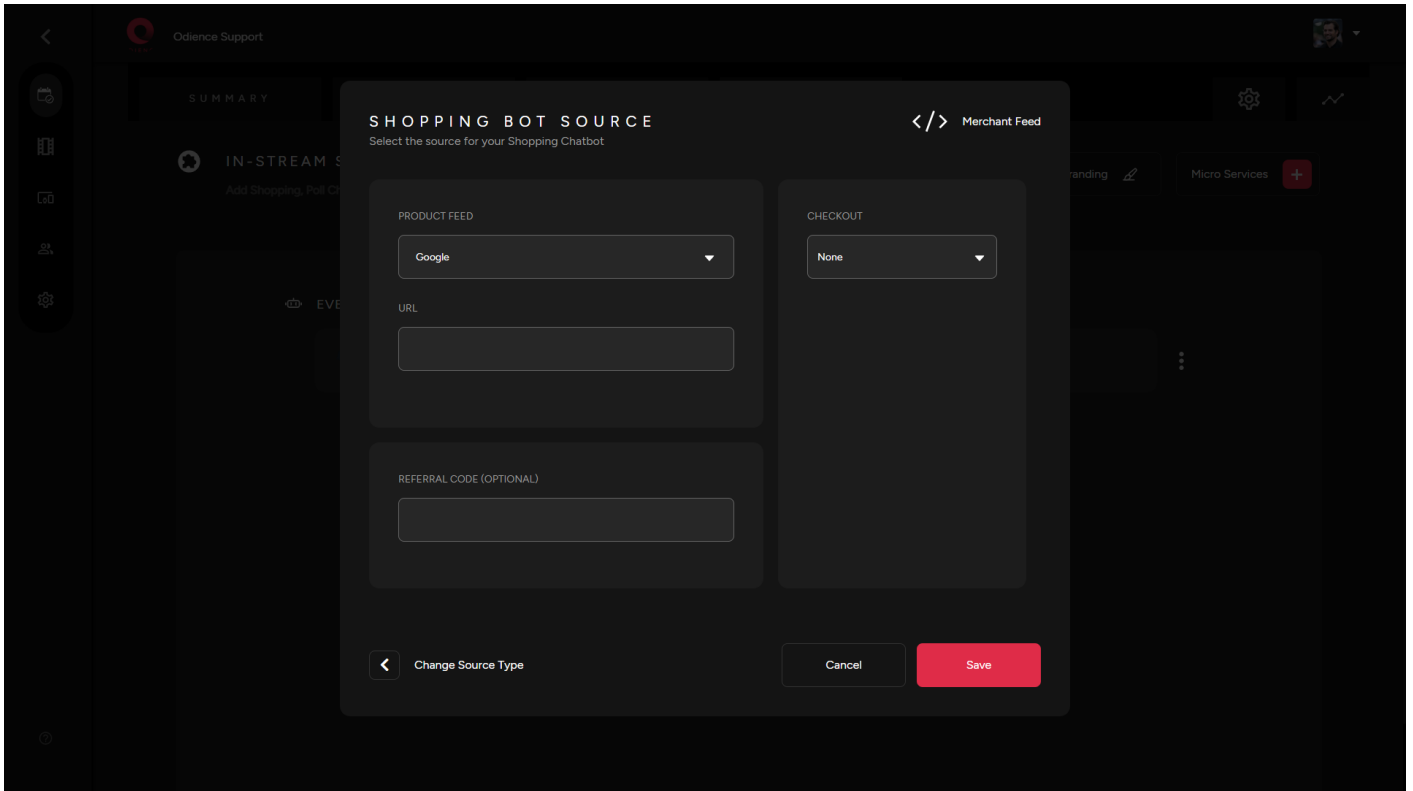 Odience Support
SUMMARY
SHOPPING BOT SOURCE
Select the source for your Shopping Chatbot
Merchant Feed
IN-STREAM S
Add Shopping, Poll Ch
randing
Micro Services
PRODUCT FEED
Google
URL
CHECKOUT
None
EVE
REFERRAL CODE (OPTIONAL)
Change Source Type
Cancel
Save